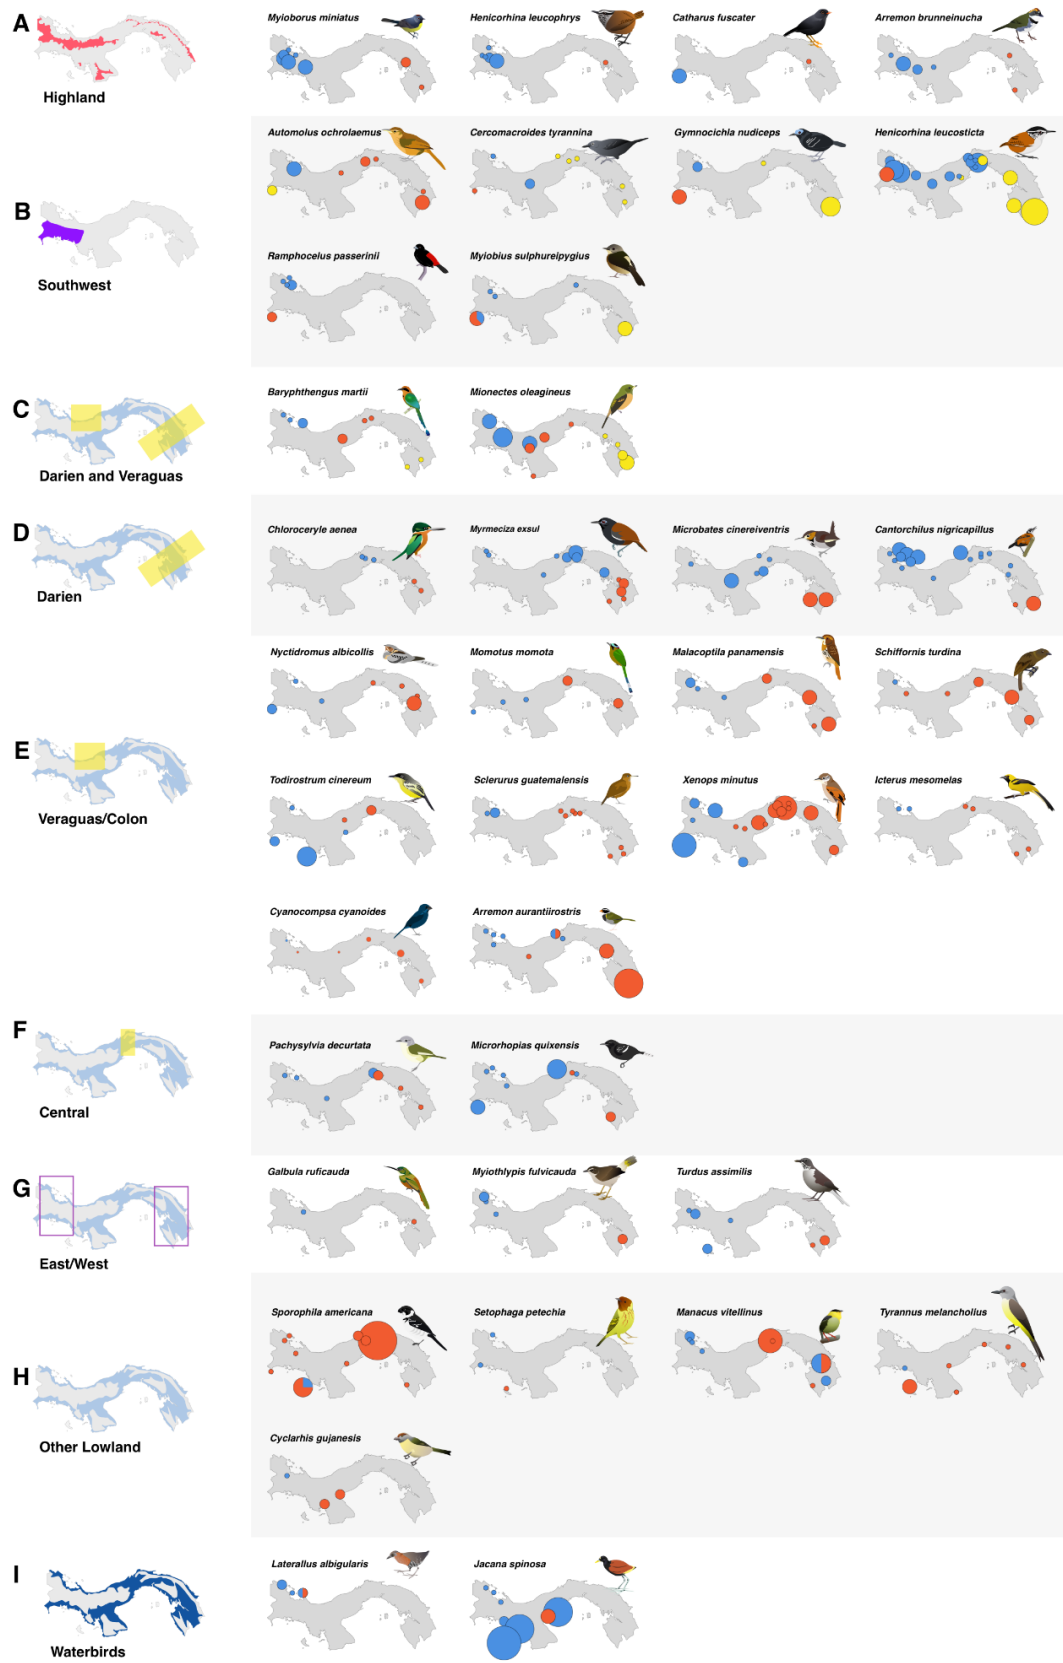 A
Highland
Myioborus miniatus
Henicorhina leucophrys
Catharus fuscater
Arremon brunneinucha
B
Southwest
Automolus ochrolaemus
Cercomacroides tyrannina
Gymnocichla nudiceps
Henicorhina leucosticta
Ramphocelus passerinii
Myiobius sulphureipygius
C
Darien and Veraguas
Baryphthengus martii
Mionectes oleagineus
D
Darien
Chloroceryle aenea
Myrmeciza exsul
Microbates cinereiventris
Cantorchilus nigricapillus
E
Veraguas/Colon
Nyctidromus albicollis
Momotus momota
Malacoptila panamensis
Schiffornis turdina
Todirostrum cinereum
Sclerurus guatemalensis
Xenops minutus
Icterus mesomelas
Cyanocompsa cyanoides
Arremon aurantiirostris
F
Central
Pachysylvia decurtata
Microrhopias quixensis
G
East/West
Galbula ruficauda
Myiothlypis fulvicauda
Turdus assimilis
H
Other Lowland
Sporophila americana
Setophaga petechia
Manacus vitellinus
Tyrannus melancholius
Cyclarhis gujanesis
I
Waterbirds
Laterallus albigularis
Jacana spinosa